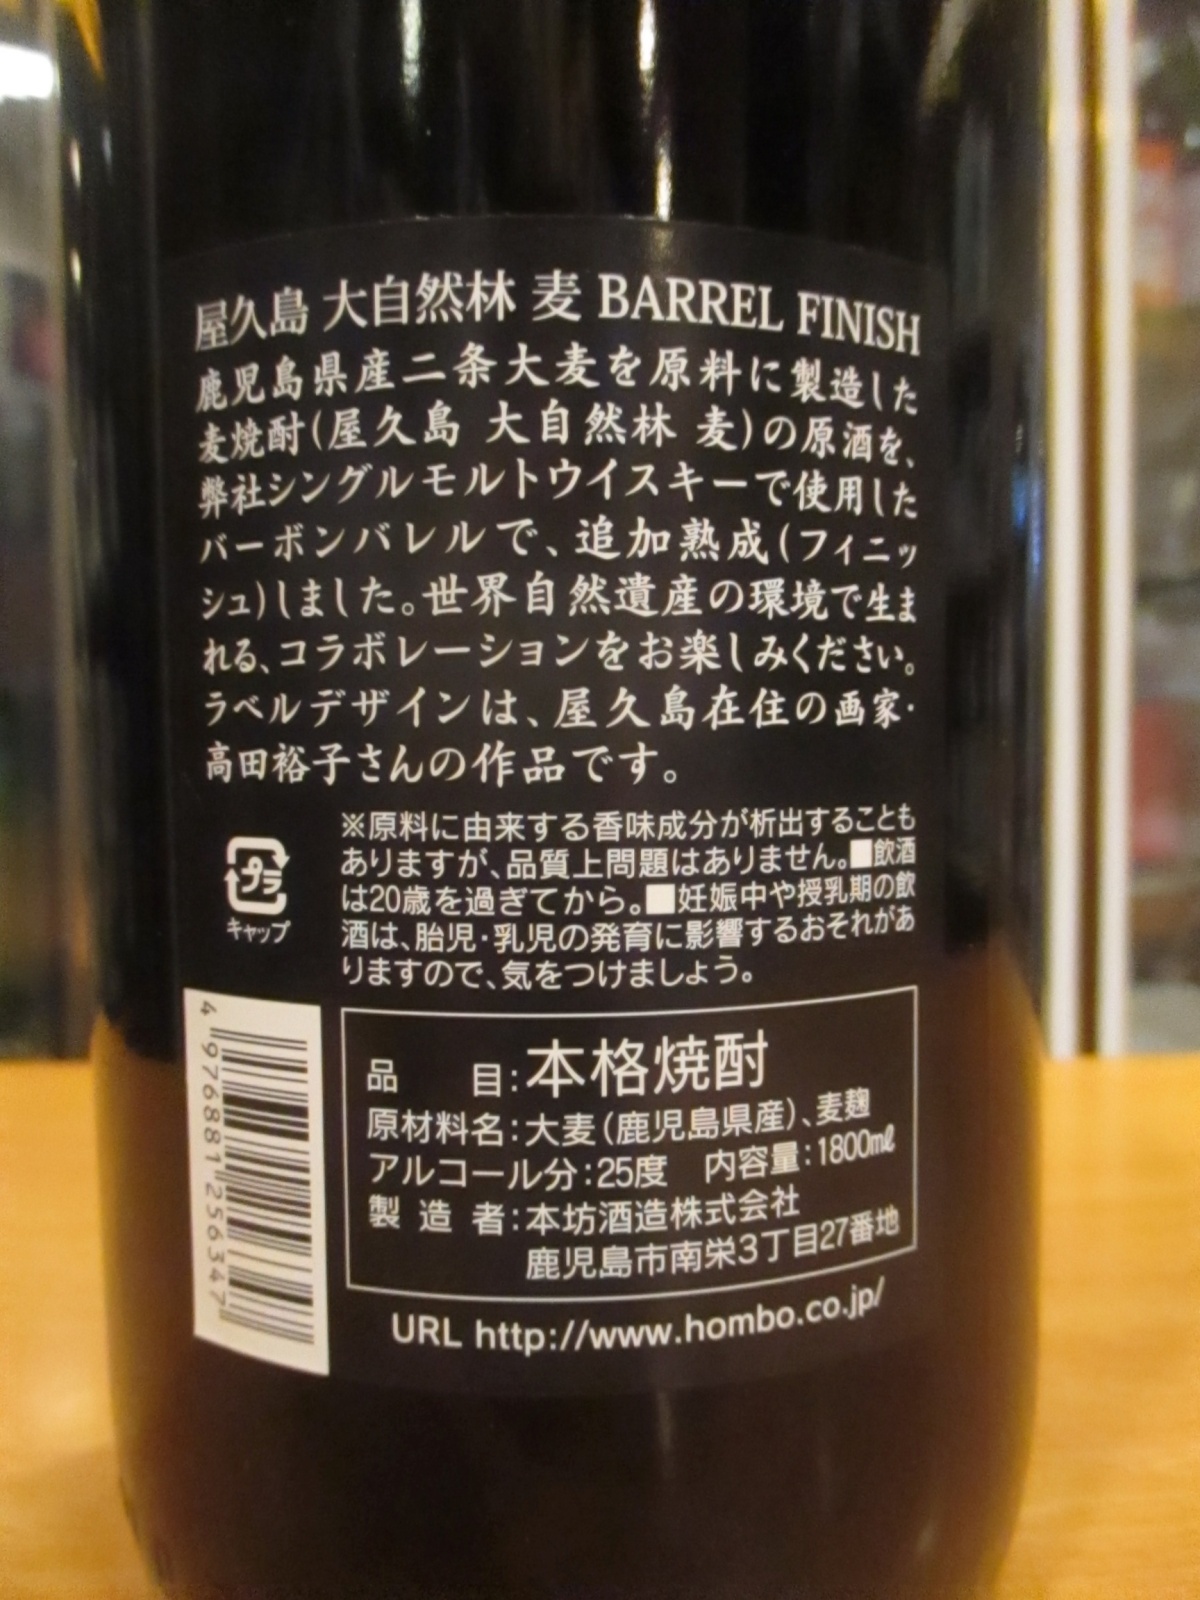 屋久島 大自然林 麦 BARREL FINISH
鹿児島県産二条大麦を原料に製造した
麦焼酎(屋久島 大自然林 麦)の原酒を、
弊社シングルモルトウイスキーで使用した
バーボンバレルで、追加熟成(フィニッ
シュ)しました。世界自然遺産の環境で生ま
れる、コラボレーションをお楽しみください。
ラベルデザインは、屋久島在住の画家・
高田裕子さんの作品です。
※原料に由来する香味成分が析出することも
ありますが、品質上問題はありません。■飲酒
は20歳を過ぎてから。■妊娠中や授乳期の飲
酒は、胎児・乳児の発育に影響するおそれがあ
りますので、気をつけましょう。
プラ
キャップ
4 976881 256347
品 目:本格焼酎
原材料名:大麦(鹿児島県産)、麦麹
アルコール分:25度 内容量:1800㎖
製造者:本坊酒造株式会社
鹿児島市南栄3丁目27番地
URL http://www.hombo.co.jp/